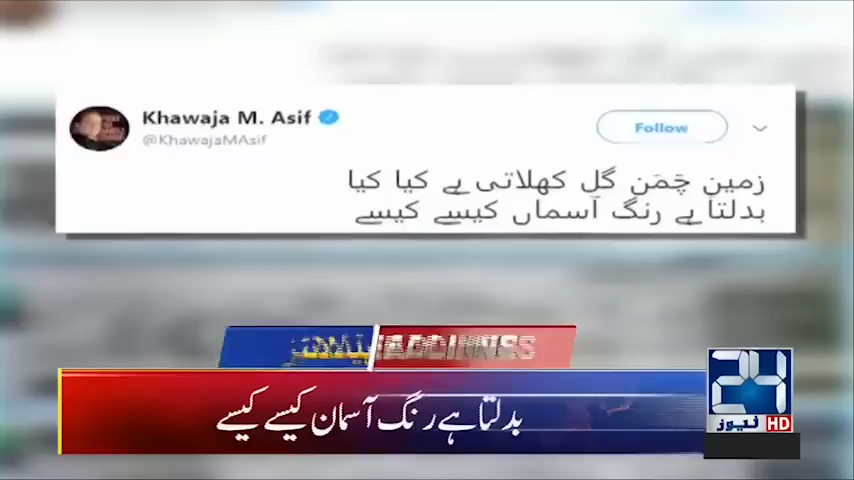 Khawaja M. Asif
@KhawajaMAsif
Follow
زمینِ چَمَن گل کھلاتی ہے کیا کیا
بدلتا ہے رنگ آسماں کیسے کیسے
بدلتا ہے رنگ آسمان کیسے کیسے
24
نیوز HD